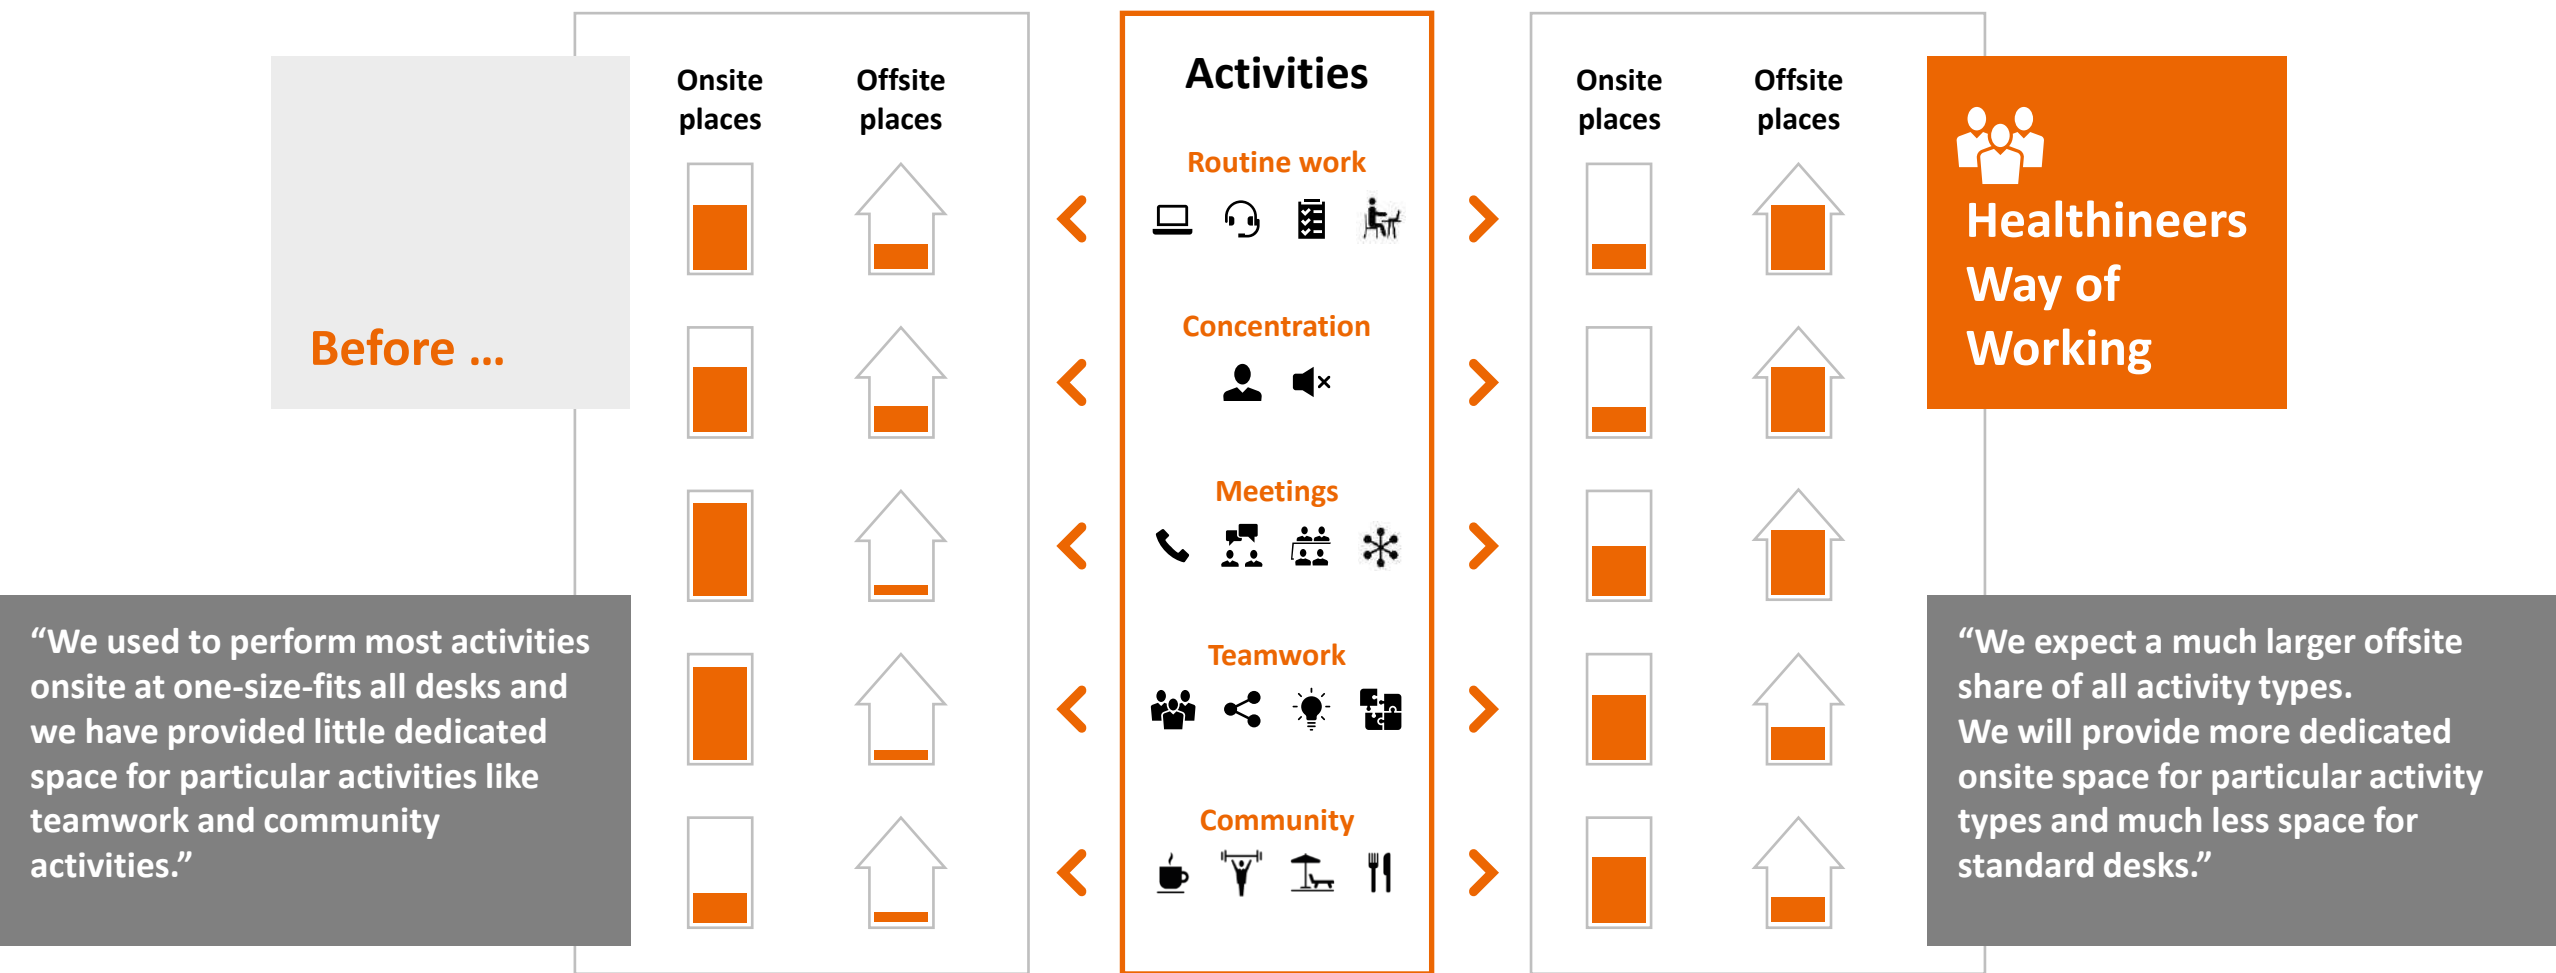 Before ...
“We used to perform most activities
onsite at one-size-fits all desks and
we have provided little dedicated
space for particular activities like
teamwork and community
activities.”
Onsite
places
Offsite
places
Activities
Routine work
Concentration
Meetings
Teamwork
Community
Onsite
places
Offsite
places
Healthineers
Way of
Working
“We expect a much larger offsite
share of all activity types.
We will provide more dedicated
onsite space for particular activity
types and much less space for
standard desks.”